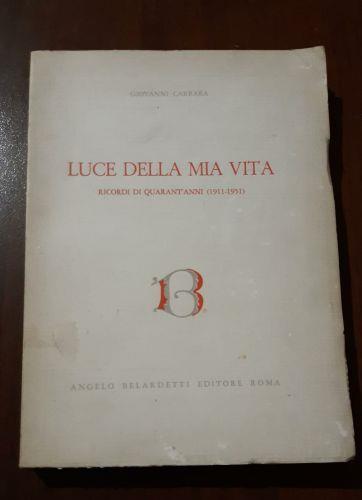 GIOVANNI CARRARA
LUCE DELLA MIA VITA
RICORDI DI QUARANT'ANNI (1911-1951)
B
ANGELO BELARDETTI EDITORE ROMA